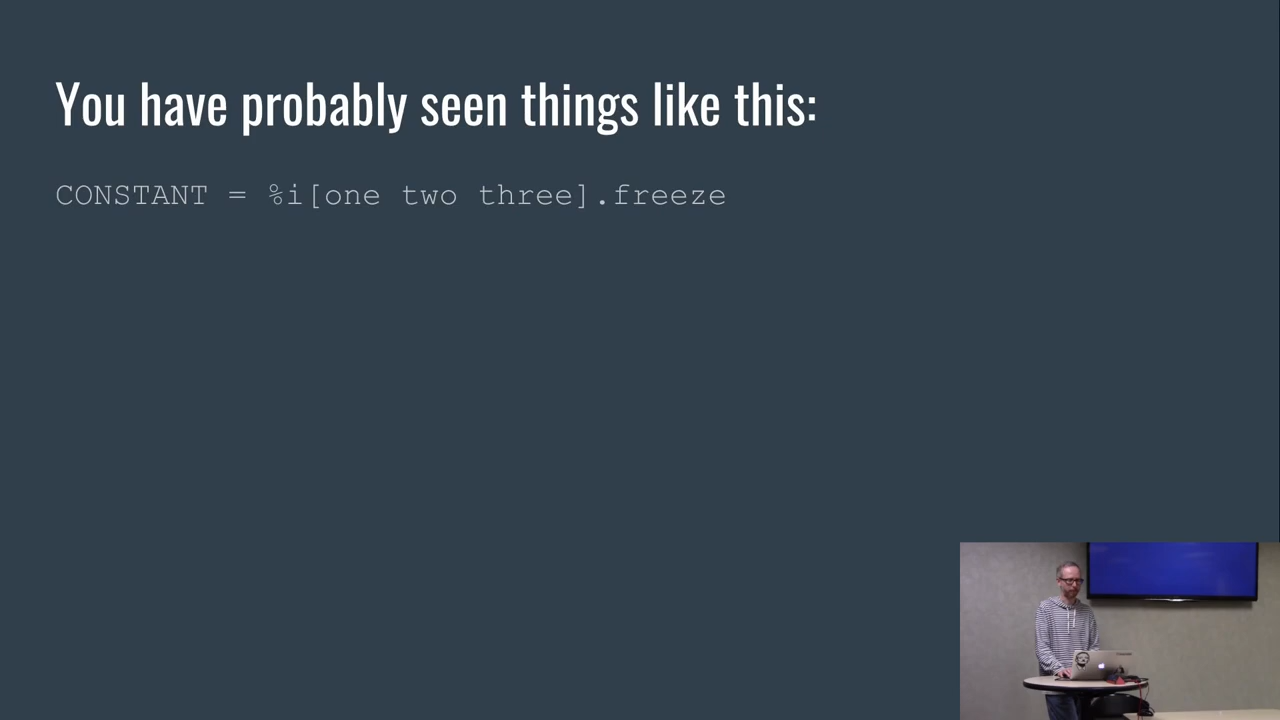 You have probably seen things like this:
CONSTANT = %i[one two three].freeze